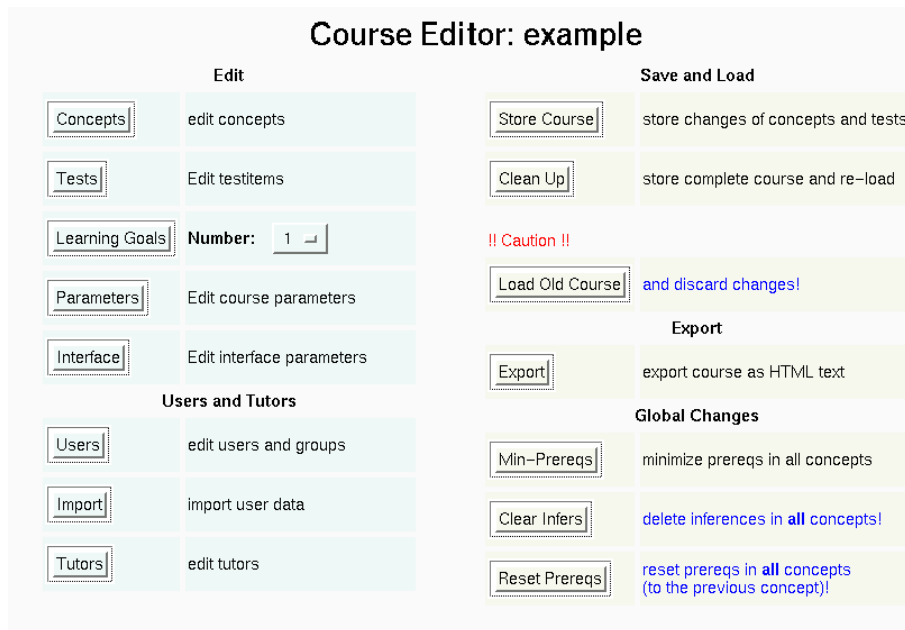 Course Editor: example
Edit
Concepts edit concepts
Tests Edit testitems
Learning Goals Number: 1
Parameters Edit course parameters
Interface Edit interface parameters
Users and Tutors
Users edit users and groups
Import import user data
Tutors edit tutors
Save and Load
Store Course store changes of concepts and tests
Clean Up store complete course and re-load
!! Caution !!
Load Old Course and discard changes!
Export
Export export course as HTML text
Global Changes
Min-Prereqs minimize prereqs in all concepts
Clear Infers delete inferences in all concepts!
Reset Prereqs reset prereqs in all concepts
(to the previous concept)!